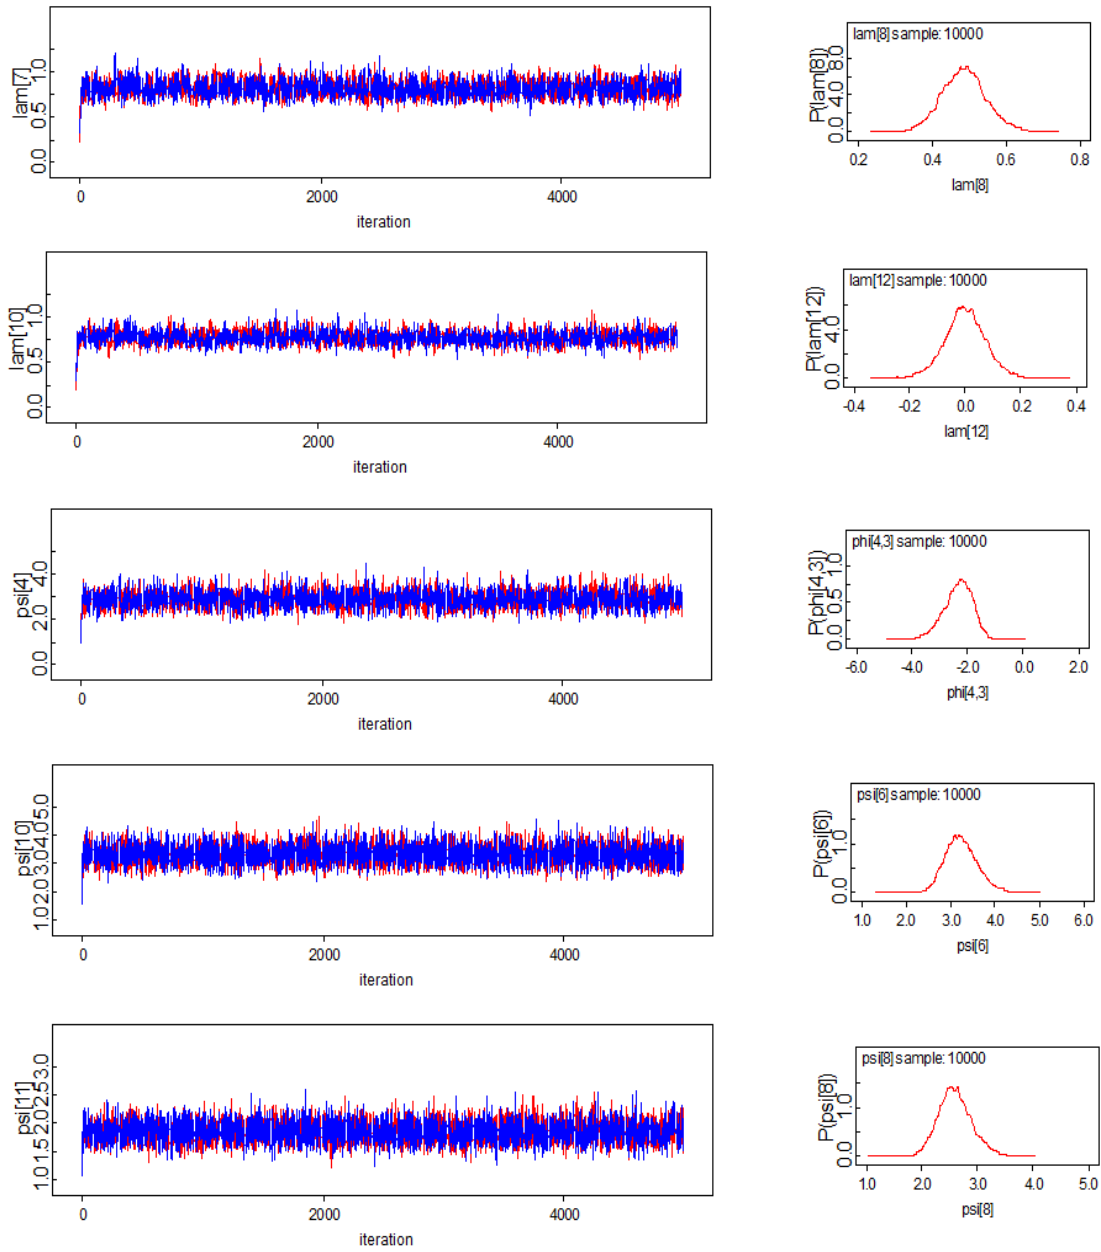 lam[7]
0.0 0.5 1.0
0 2000 4000
iteration
lam[8] sample: 10000
P(lam[8])
0.0 4.0 8.0
0.2 0.4 0.6 0.8
lam[8]
lam[10]
0.0 0.5 1.0
0 2000 4000
iteration
lam[12] sample: 10000
P(lam[12])
0.0 4.0
-0.4 -0.2 0.0 0.2 0.4
lam[12]
psi[4]
0.0 2.0 4.0
0 2000 4000
iteration
phi[4,3] sample: 10000
P(phi[4,3])
0.0 0.5 1.0
-6.0 -4.0 -2.0 0.0 2.0
phi[4,3]
psi[10]
1.0 2.0 3.0 4.0 5.0
0 2000 4000
iteration
psi[6] sample: 10000
P(psi[6])
0.0 1.0
1.0 2.0 3.0 4.0 5.0 6.0
psi[6]
psi[11]
1.0 1.5 2.0 2.5 3.0
0 2000 4000
iteration
psi[8] sample: 10000
P(psi[8])
0.0 1.0
1.0 2.0 3.0 4.0 5.0
psi[8]